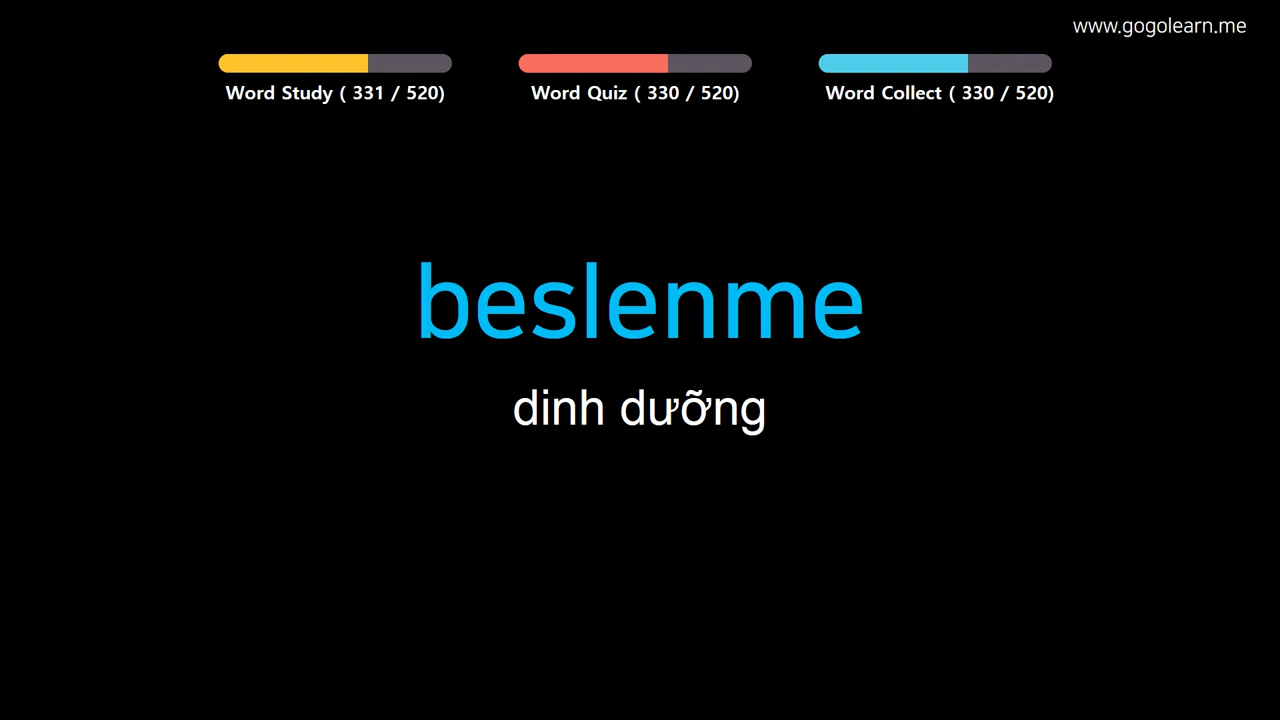 www.gogolearn.me
Word Study ( 331 / 520)
Word Quiz ( 330 / 520)
Word Collect ( 330 / 520)
beslenme
dinh dưỡng